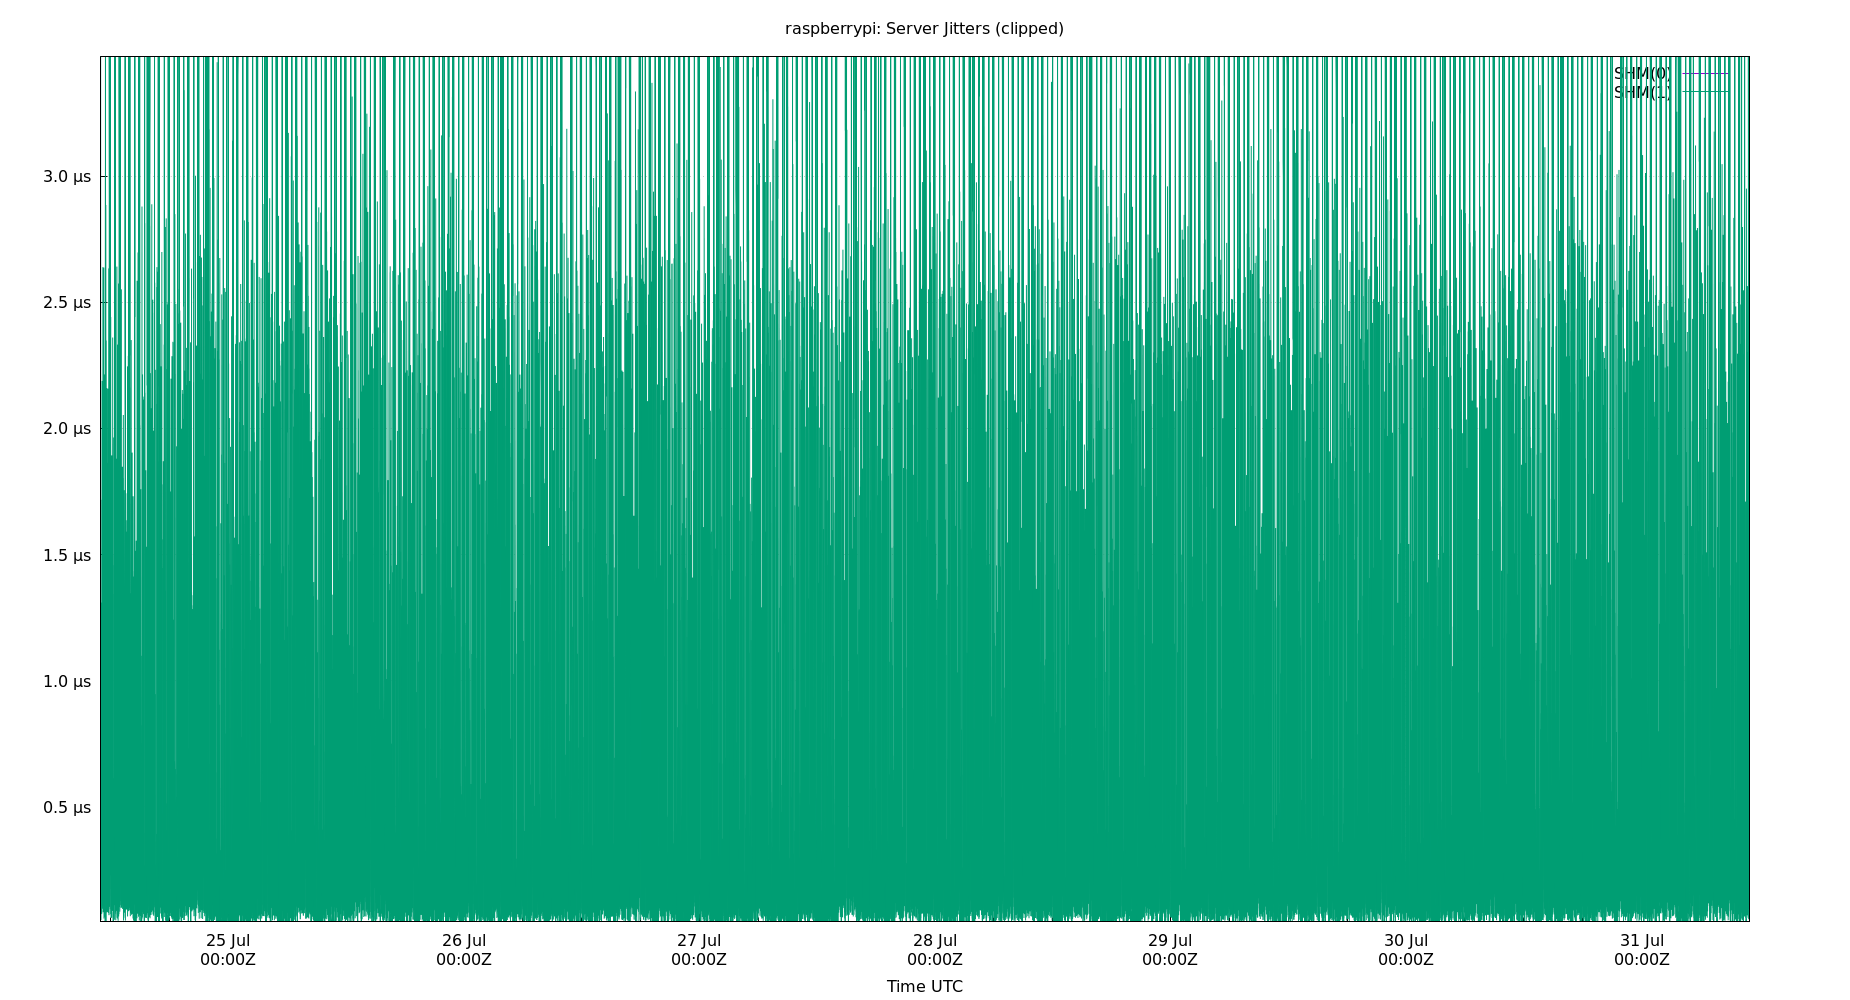 raspberrypi: Server Jitters (clipped)
SHM(0)
SHM(1)
3.0 µs
2.5 µs
2.0 µs
1.5 µs
1.0 µs
0.5 µs
25 Jul 26 Jul 27 Jul 28 Jul 29 Jul 30 Jul 31 Jul
00:00Z 00:00Z 00:00Z 00:00Z 00:00Z 00:00Z 00:00Z
Time UTC